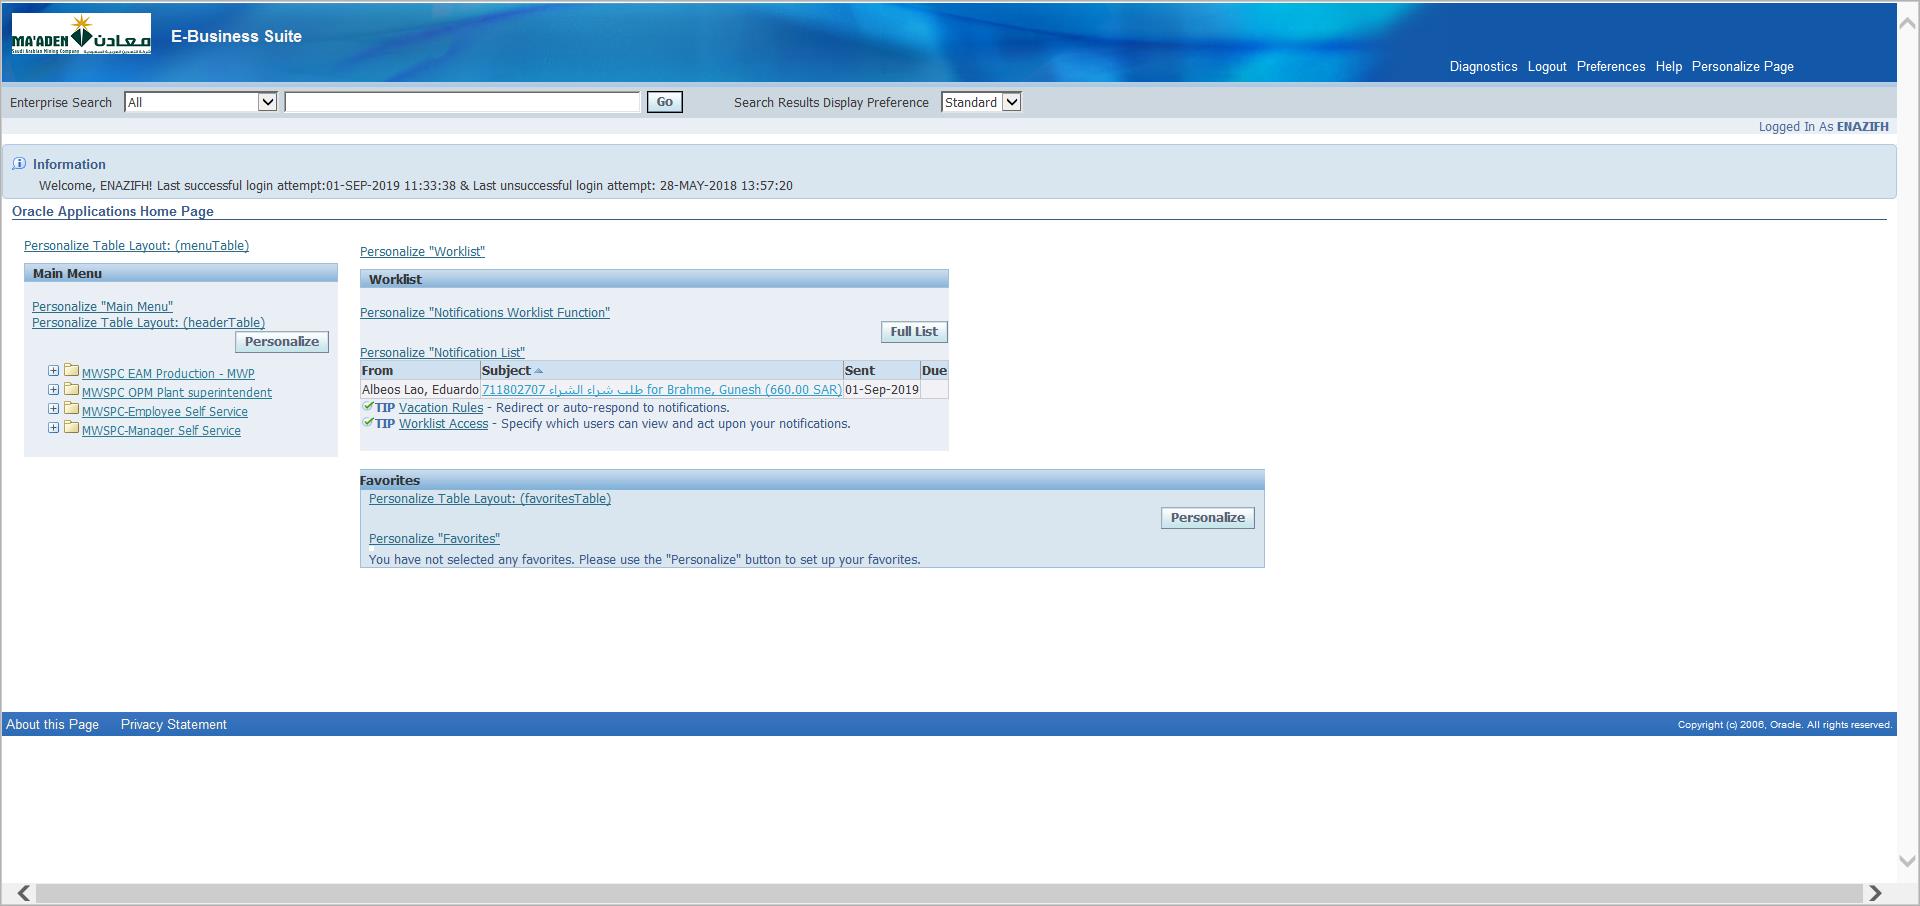 MA'ADEN معادن
Saudi Arabian Mining Company
E-Business Suite
Diagnostics Logout Preferences Help Personalize Page
Enterprise Search All Go Search Results Display Preference Standard
Logged In As ENAZIFH
Information
Welcome, ENAZIFH! Last successful login attempt:01-SEP-2019 11:33:38 & Last unsuccessful login attempt: 28-MAY-2018 13:57:20
Oracle Applications Home Page
Personalize Table Layout: (menuTable)
Main Menu
Personalize "Main Menu"
Personalize Table Layout: (headerTable)
Personalize
MWSPC EAM Production - MWP
MWSPC OPM Plant superintendent
MWSPC-Employee Self Service
MWSPC-Manager Self Service
Personalize "Worklist"
Worklist
Personalize "Notifications Worklist Function"
Full List
Personalize "Notification List"
From Subject Sent Due
Albeos Lao, Eduardo 711802707 طلب شراء الشراء for Brahme, Gunesh (660.00 SAR) 01-Sep-2019
TIP Vacation Rules - Redirect or auto-respond to notifications.
TIP Worklist Access - Specify which users can view and act upon your notifications.
Favorites
Personalize Table Layout: (favoritesTable)
Personalize
Personalize "Favorites"
You have not selected any favorites. Please use the "Personalize" button to set up your favorites.
About this Page Privacy Statement Copyright (c) 2006, Oracle. All rights reserved.